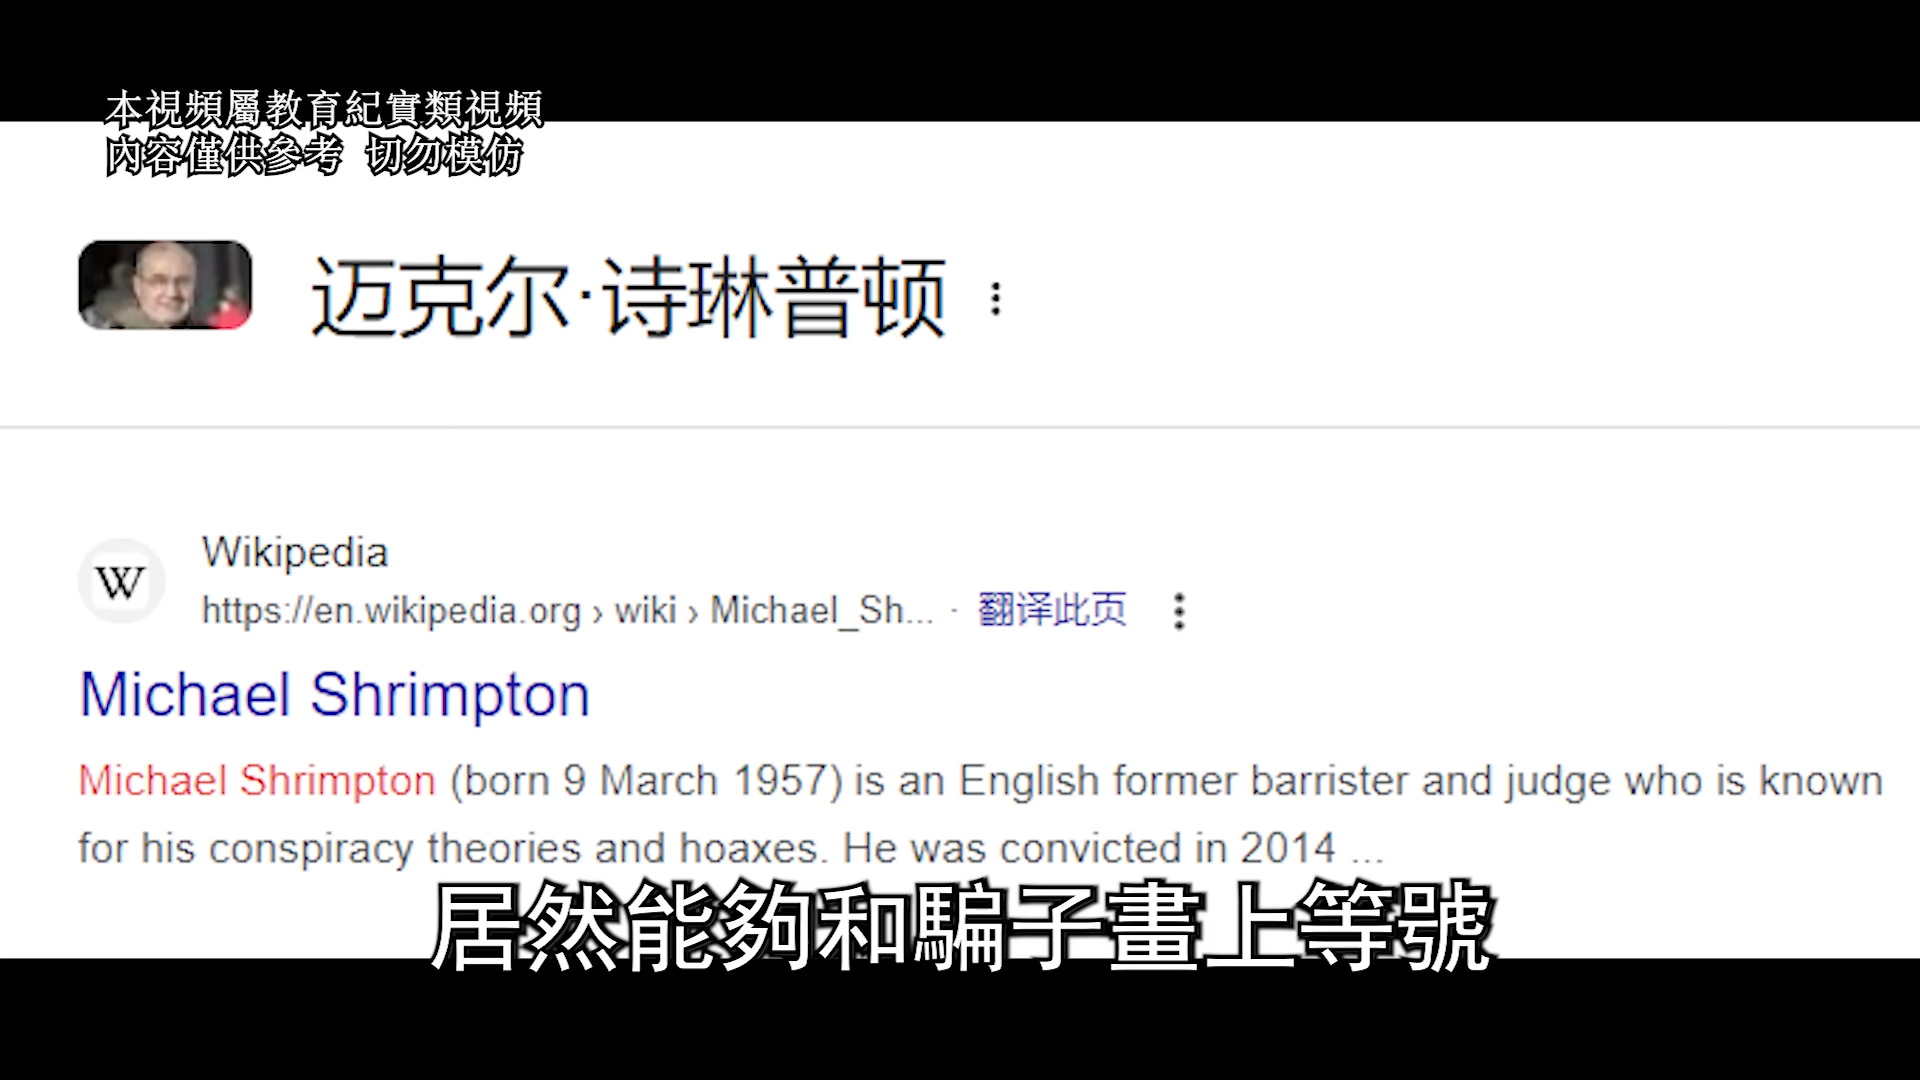 本視頻屬教育紀實類視頻
內容僅供參考 切勿模仿
迈克尔·诗琳普顿
W
Wikipedia
https://en.wikipedia.org › wiki › Michael_Sh... · 翻译此页
Michael Shrimpton
Michael Shrimpton (born 9 March 1957) is an English former barrister and judge who is known
for his conspiracy theories and hoaxes. He was convicted in 2014 ...
居然能夠和騙子畫上等號